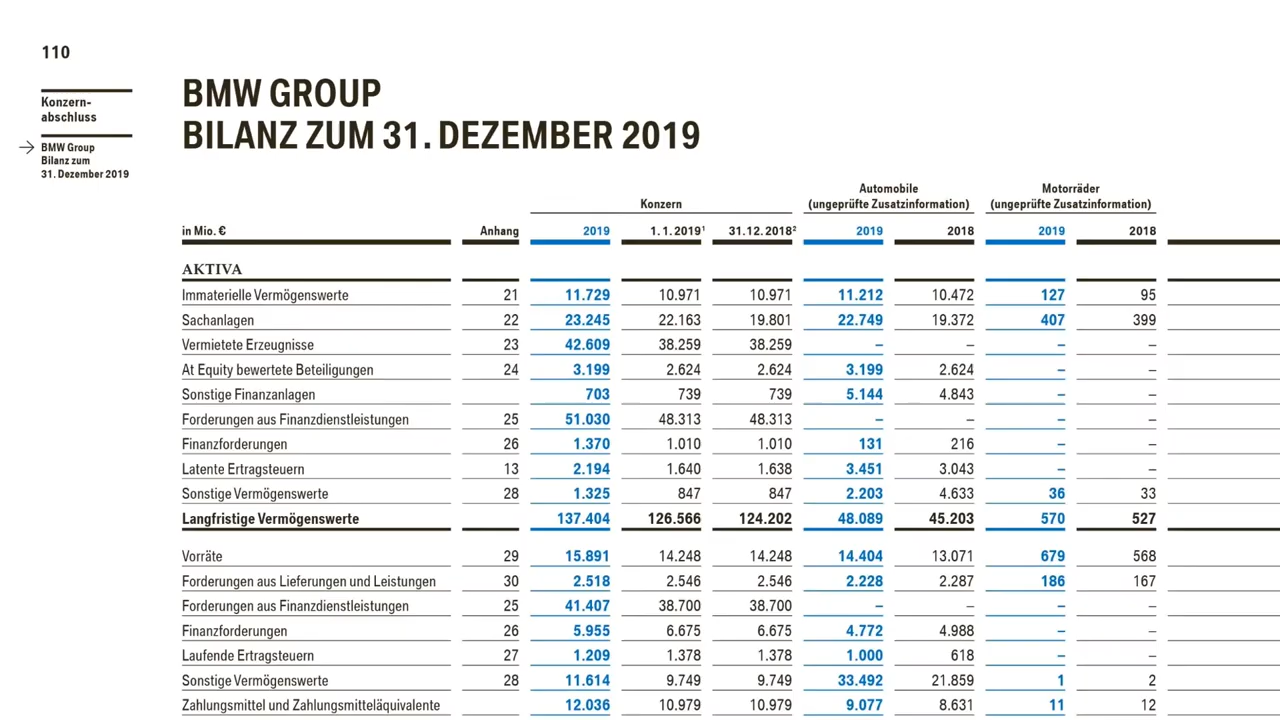 110
Konzern-
abschluss
→ BMW Group
Bilanz zum
31. Dezember 2019
BMW GROUP
BILANZ ZUM 31. DEZEMBER 2019
Konzern Automobile (ungeprüfte Zusatzinformation) Motorräder (ungeprüfte Zusatzinformation)
in Mio. € Anhang 2019 1.1.2019¹ 31.12.2018² 2019 2018 2019 2018
AKTIVA
Immaterielle Vermögenswerte 21 11.729 10.971 10.971 11.212 10.472 127 95
Sachanlagen 22 23.245 22.163 19.801 22.749 19.372 407 399
Vermietete Erzeugnisse 23 42.609 38.259 38.259 – – – –
At Equity bewertete Beteiligungen 24 3.199 2.624 2.624 3.199 2.624 – –
Sonstige Finanzanlagen 703 739 739 5.144 4.843 – –
Forderungen aus Finanzdienstleistungen 25 51.030 48.313 48.313 – – – –
Finanzforderungen 26 1.370 1.010 1.010 131 216 – –
Latente Ertragsteuern 13 2.194 1.640 1.638 3.451 3.043 – –
Sonstige Vermögenswerte 28 1.325 847 847 2.203 4.633 36 33
Langfristige Vermögenswerte 137.404 126.566 124.202 48.089 45.203 570 527
Vorräte 29 15.891 14.248 14.248 14.404 13.071 679 568
Forderungen aus Lieferungen und Leistungen 30 2.518 2.546 2.546 2.228 2.287 186 167
Forderungen aus Finanzdienstleistungen 25 41.407 38.700 38.700 – – – –
Finanzforderungen 26 5.955 6.675 6.675 4.772 4.988 – –
Laufende Ertragsteuern 27 1.209 1.378 1.378 1.000 618 – –
Sonstige Vermögenswerte 28 11.614 9.749 9.749 33.492 21.859 1 2
Zahlungsmittel und Zahlungsmitteläquivalente 12.036 10.979 10.979 9.077 8.631 11 12